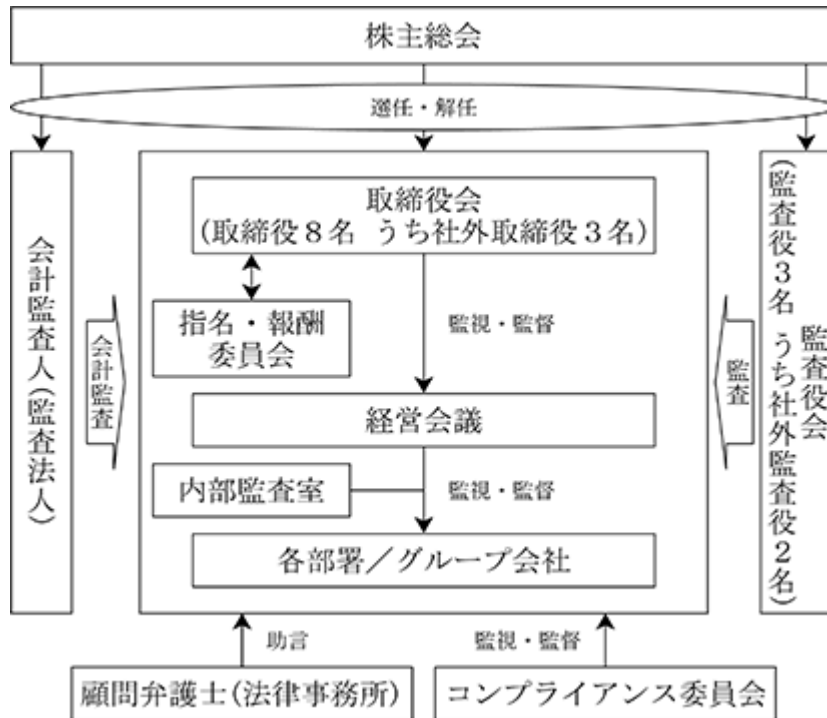 株主総会
選任・解任
会計監査人(監査法人)
会計監査
取締役会
(取締役8名 うち社外取締役3名)
指名・報酬
委員会
監視・監督
経営会議
内部監査室
監視・監督
各部署／グループ会社
監査
監査役会
(監査役3名 うち社外監査役2名)
助言
監視・監督
顧問弁護士(法律事務所)
コンプライアンス委員会